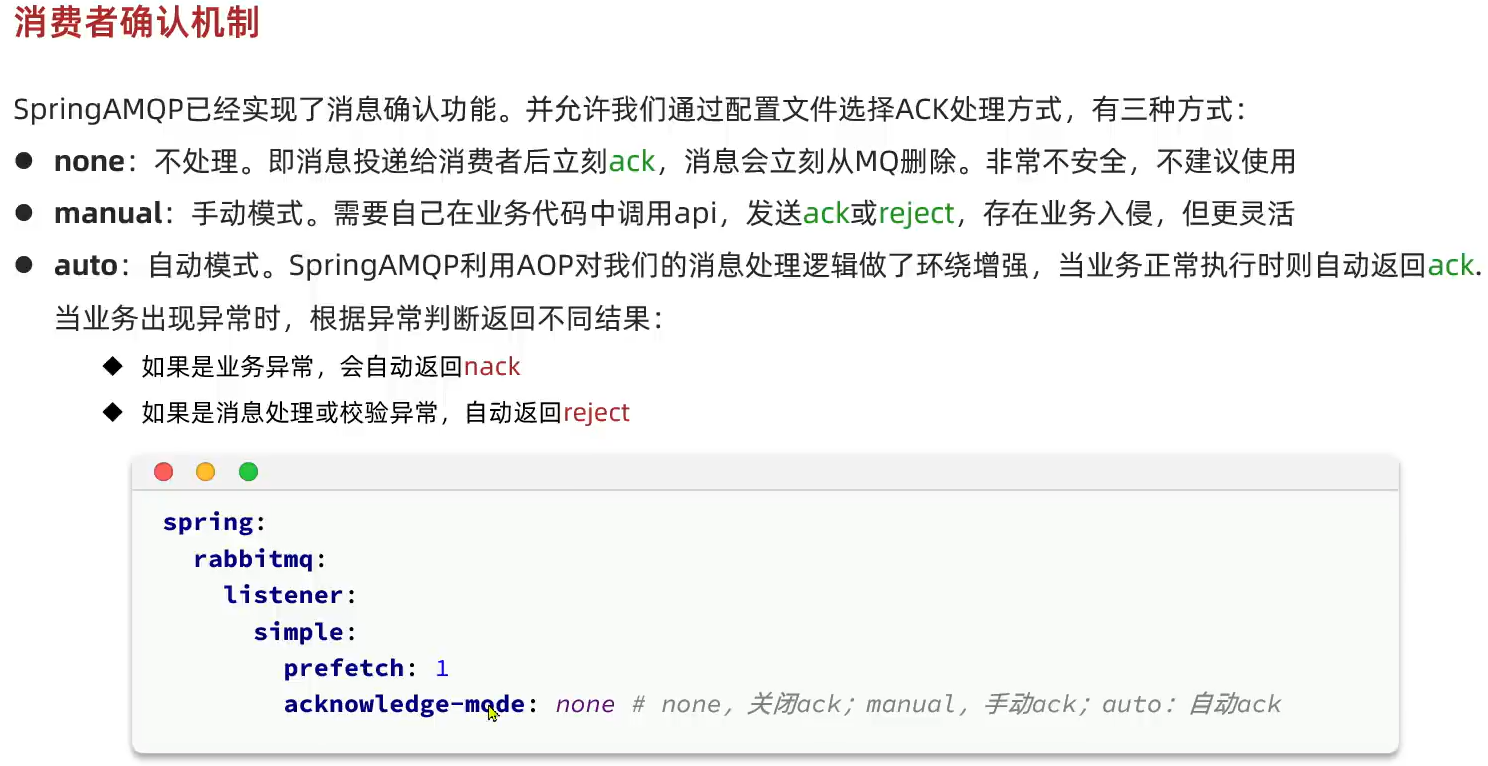 消费者确认机制
SpringAMQP已经实现了消息确认功能。并允许我们通过配置文件选择ACK处理方式，有三种方式：
● none：不处理。即消息投递给消费者后立刻ack，消息会立刻从MQ删除。非常不安全，不建议使用
● manual：手动模式。需要自己在业务代码中调用api，发送ack或reject，存在业务入侵，但更灵活
● auto：自动模式。SpringAMQP利用AOP对我们的消息处理逻辑做了环绕增强，当业务正常执行时则自动返回ack.
当业务出现异常时，根据异常判断返回不同结果：
◆ 如果是业务异常，会自动返回nack
◆ 如果是消息处理或校验异常，自动返回reject
spring:
  rabbitmq:
    listener:
      simple:
        prefetch: 1
        acknowledge-mode: none # none，关闭ack；manual，手动ack；auto：自动ack